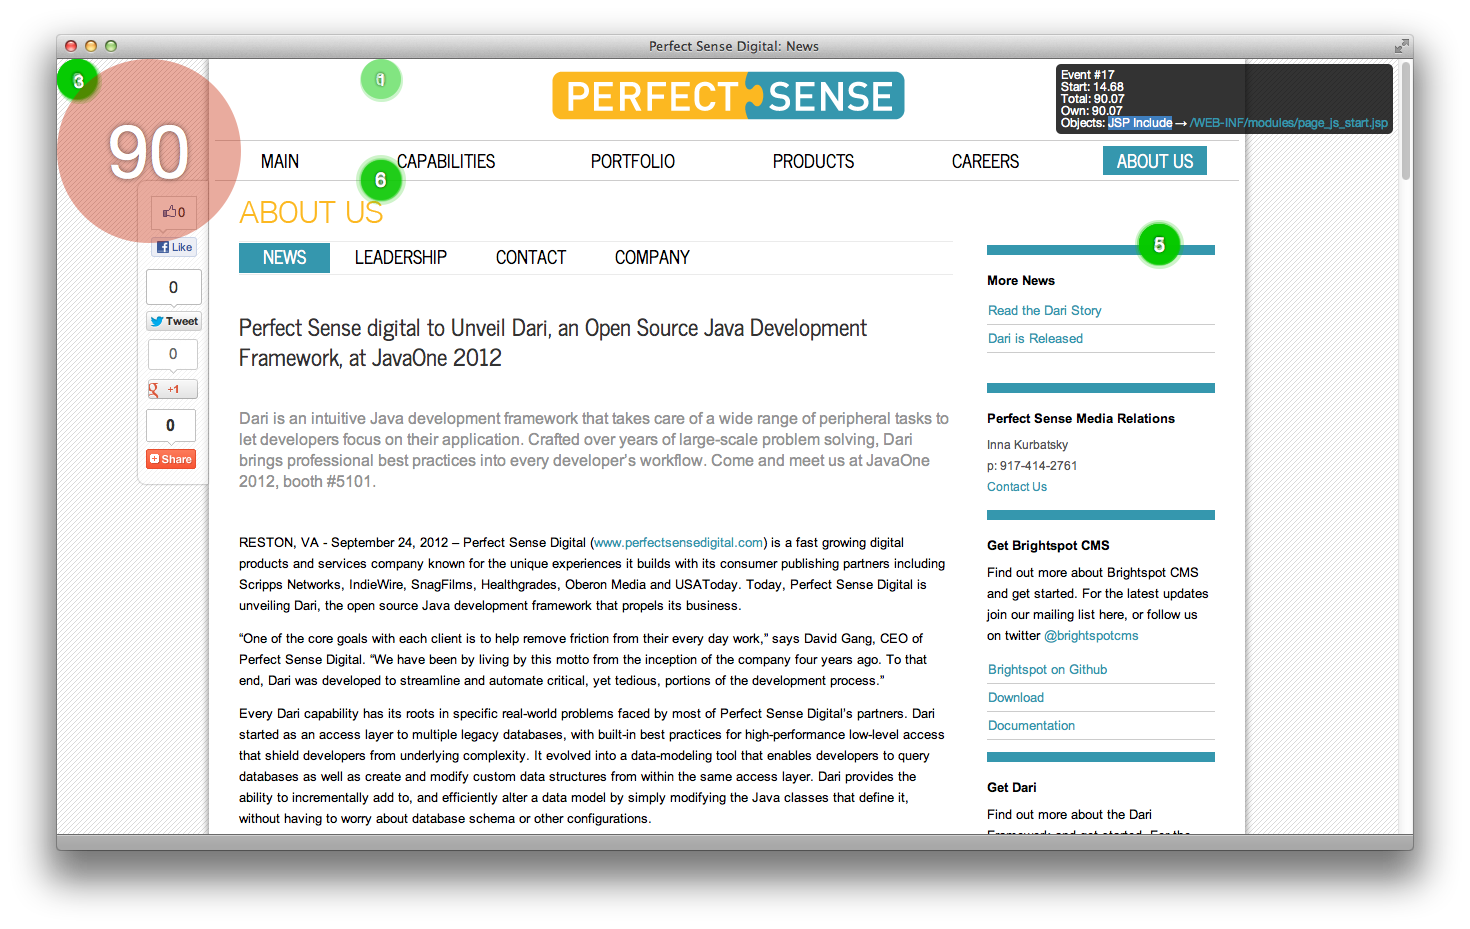 Perfect Sense Digital: News
3
6
PERFECT SENSE
Event #17
Start: 14.68
Total: 90.07
Own: 90.07
Objects: JSP Include → /WEB-INF/modules/page_js_start.jsp
90
MAIN
CAPABILITIES
PORTFOLIO
PRODUCTS
CAREERS
ABOUT US
0
Like
0
Tweet
0
+1
0
Share
ABOUT US
NEWS
LEADERSHIP
CONTACT
COMPANY
Perfect Sense digital to Unveil Dari, an Open Source Java Development
Framework, at JavaOne 2012
Dari is an intuitive Java development framework that takes care of a wide range of peripheral tasks to
let developers focus on their application. Crafted over years of large-scale problem solving, Dari
brings professional best practices into every developer's workflow. Come and meet us at JavaOne
2012, booth #5101.
RESTON, VA - September 24, 2012 – Perfect Sense Digital (www.perfectsensedigital.com) is a fast growing digital
products and services company known for the unique experiences it builds with its consumer publishing partners including
Scripps Networks, IndieWire, SnagFilms, Healthgrades, Oberon Media and USAToday. Today, Perfect Sense Digital is
unveiling Dari, the open source Java development framework that propels its business.
“One of the core goals with each client is to help remove friction from their every day work,” says David Gang, CEO of
Perfect Sense Digital. “We have been by living by this motto from the inception of the company four years ago. To that
end, Dari was developed to streamline and automate critical, yet tedious, portions of the development process.”
Every Dari capability has its roots in specific real-world problems faced by most of Perfect Sense Digital's partners. Dari
started as an access layer to multiple legacy databases, with built-in best practices for high-performance low-level access
that shield developers from underlying complexity. It evolved into a data-modeling tool that enables developers to query
databases as well as create and modify custom data structures from within the same access layer. Dari provides the
ability to incrementally add to, and efficiently alter a data model by simply modifying the Java classes that define it,
without having to worry about database schema or other configurations.
5
More News
Read the Dari Story
Dari is Released
Perfect Sense Media Relations
Inna Kurbatsky
p: 917-414-2761
Contact Us
Get Brightspot CMS
Find out more about Brightspot CMS
and get started. For the latest updates
join our mailing list here, or follow us
on twitter @brightspotcms
Brightspot on Github
Download
Documentation
Get Dari
Find out more about the Dari
Framework and get started. For the